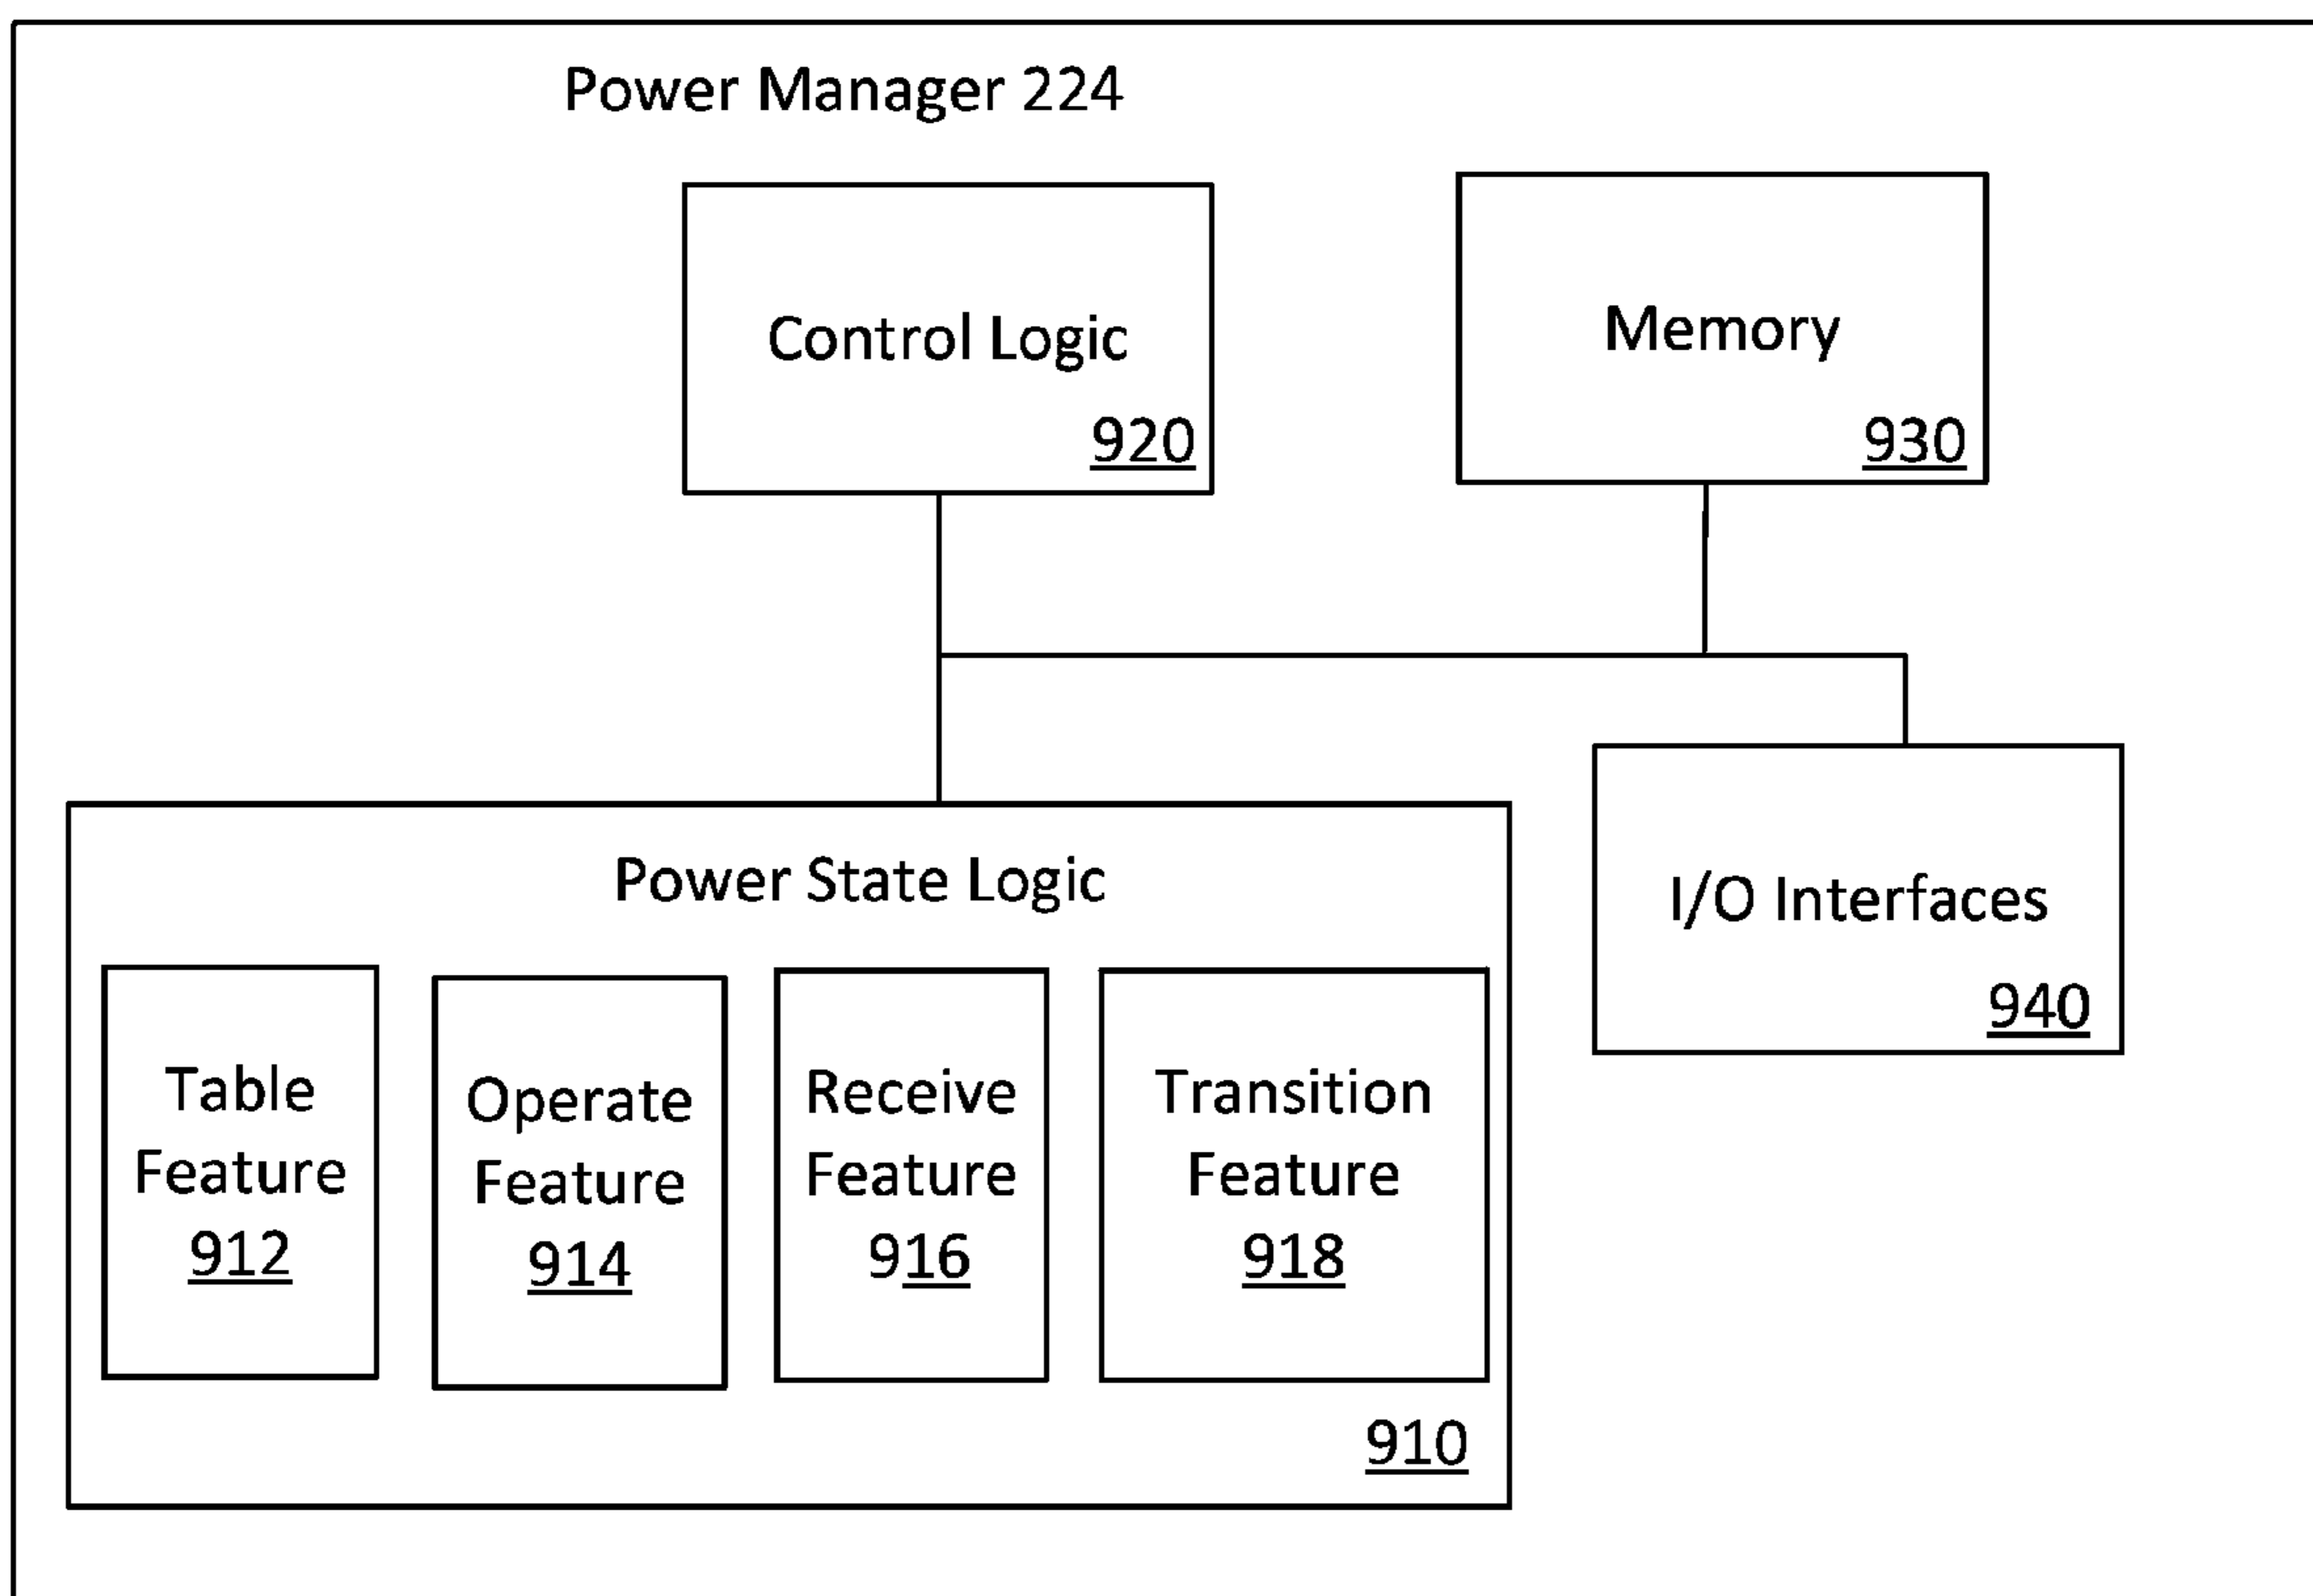 Power Manager 224
Control Logic
920
Memory
930
Power State Logic
Table
Feature
912
Operate
Feature
914
Receive
Feature
916
Transition
Feature
918
910
I/O Interfaces
940